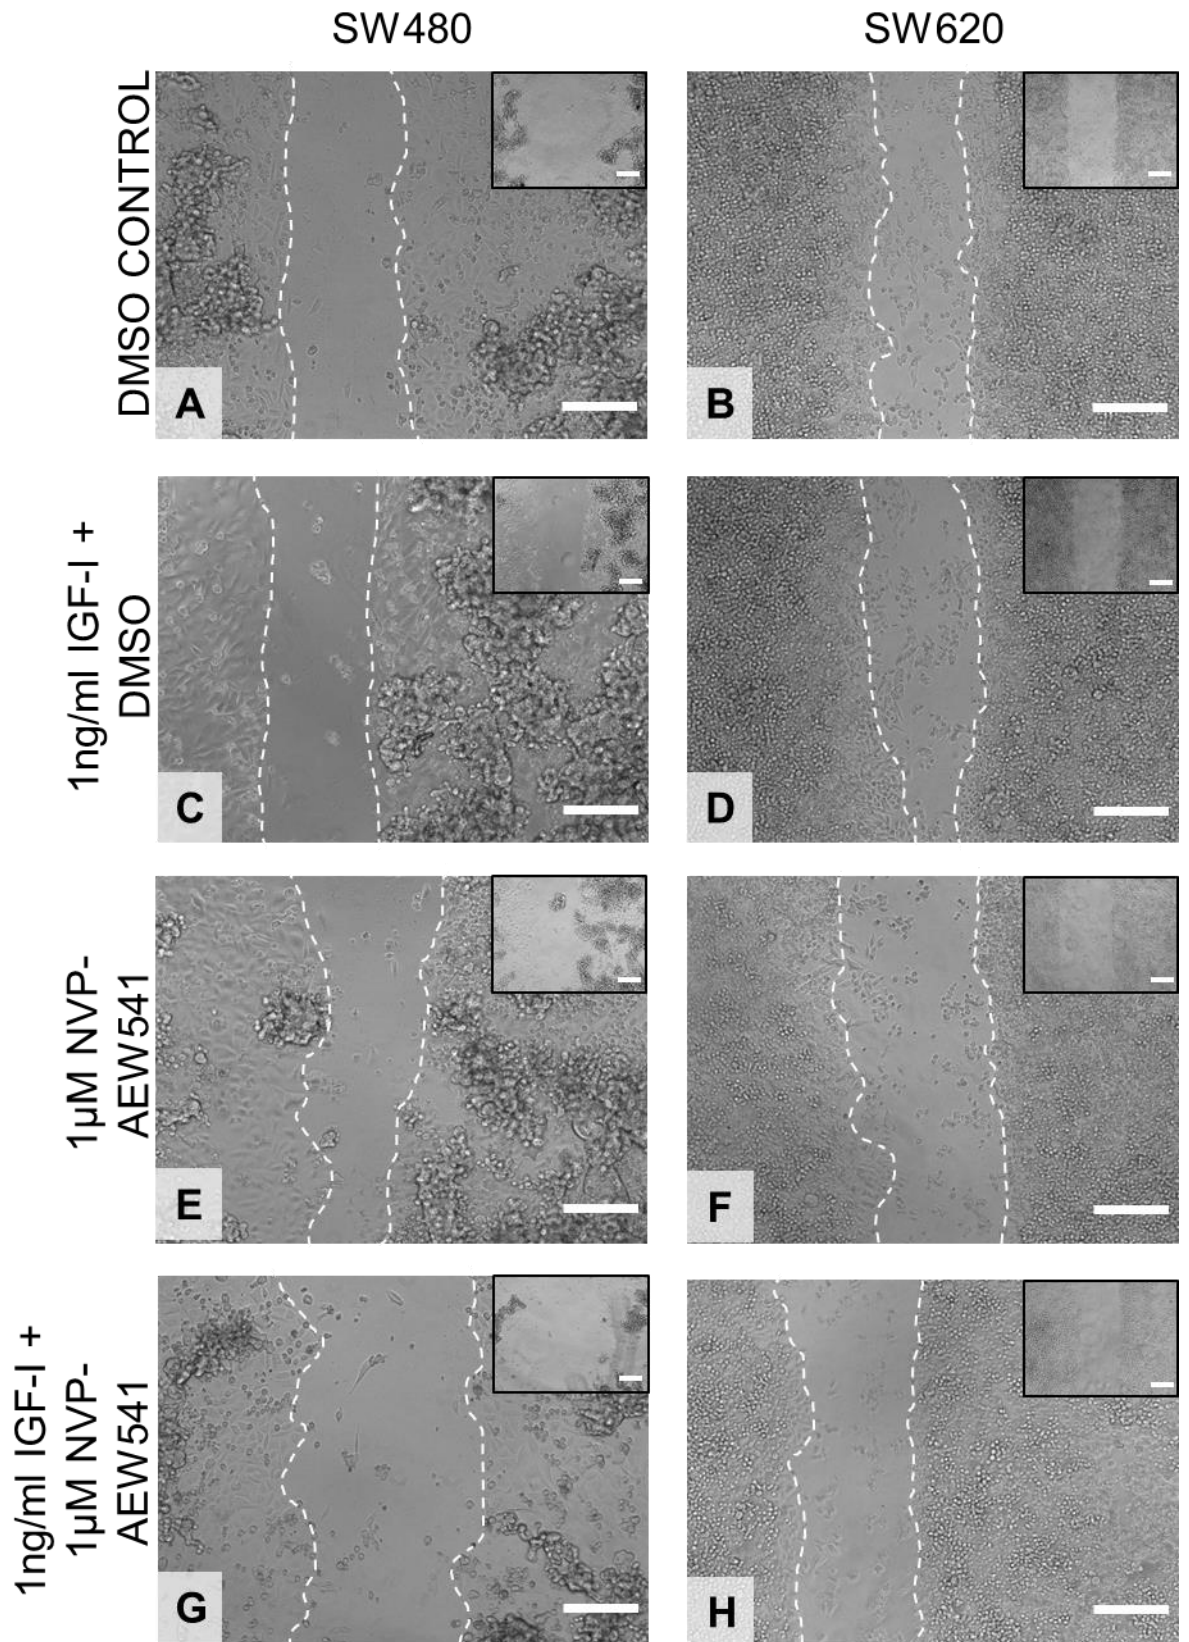 SW480
SW620
DMSO CONTROL
A
B
1ng/ml IGF-I +
DMSO
C
D
1µM NVP-
AEW541
E
F
1ng/ml IGF-I +
1µM NVP-
AEW541
G
H